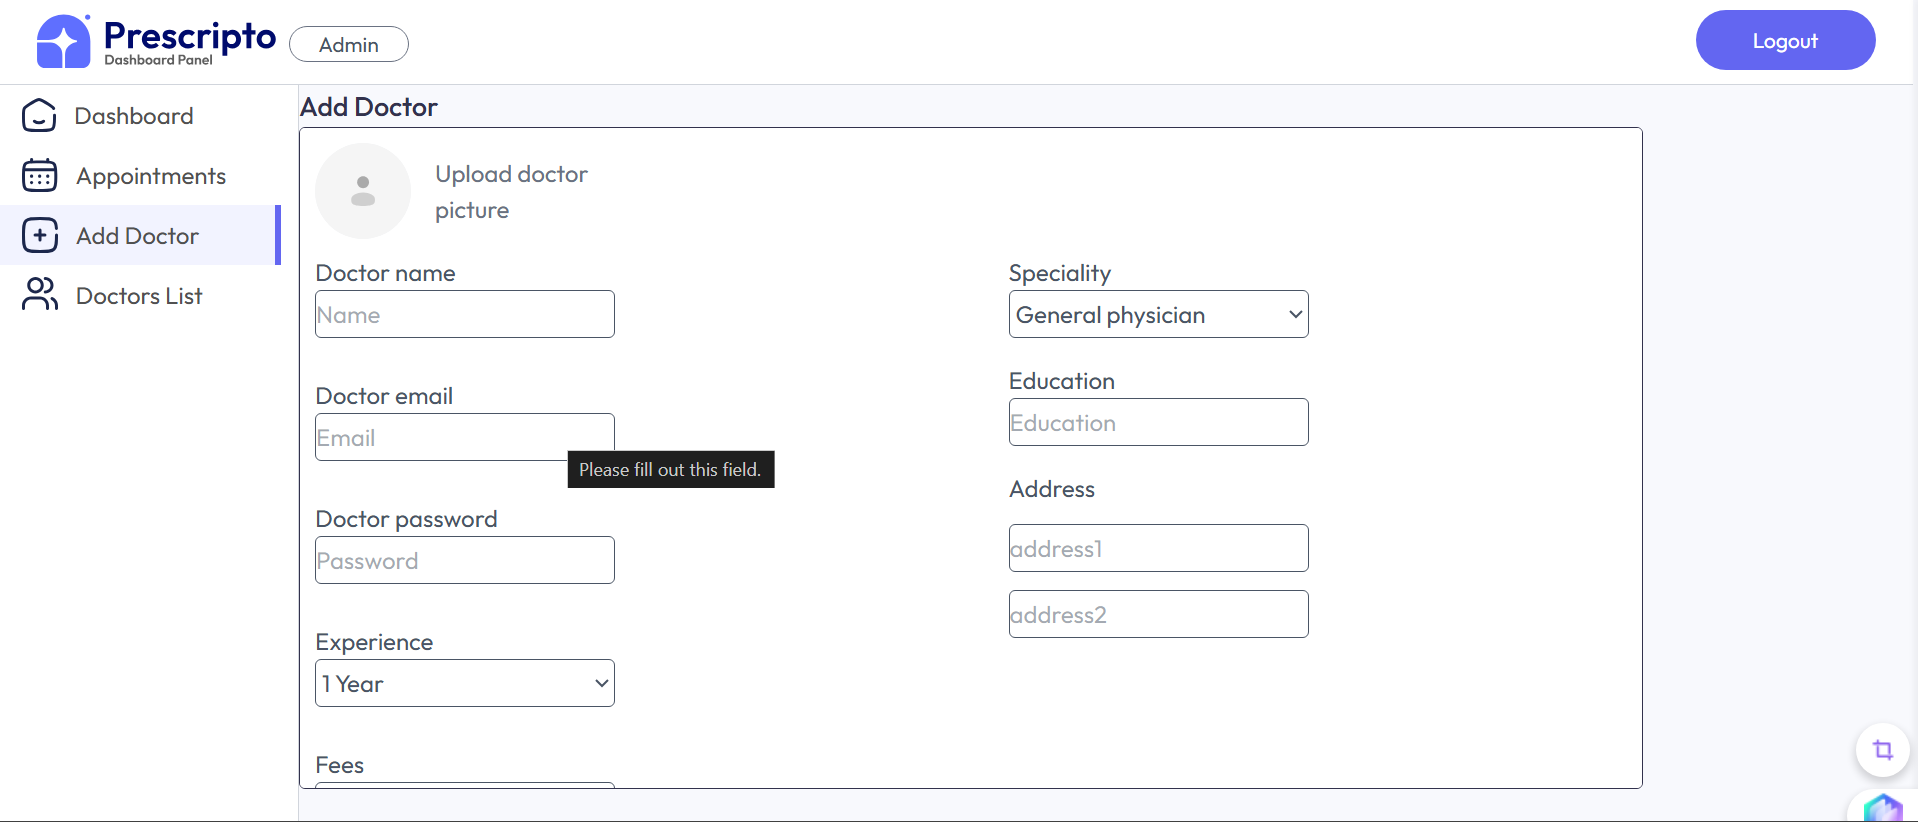 Prescripto
Dashboard Panel
Admin
Logout
Dashboard
Appointments
Add Doctor
Doctors List
Add Doctor
Upload doctor
picture
Doctor name
Name
Doctor email
Email
Please fill out this field.
Doctor password
Password
Experience
1 Year
Fees
Speciality
General physician
Education
Education
Address
address1
address2